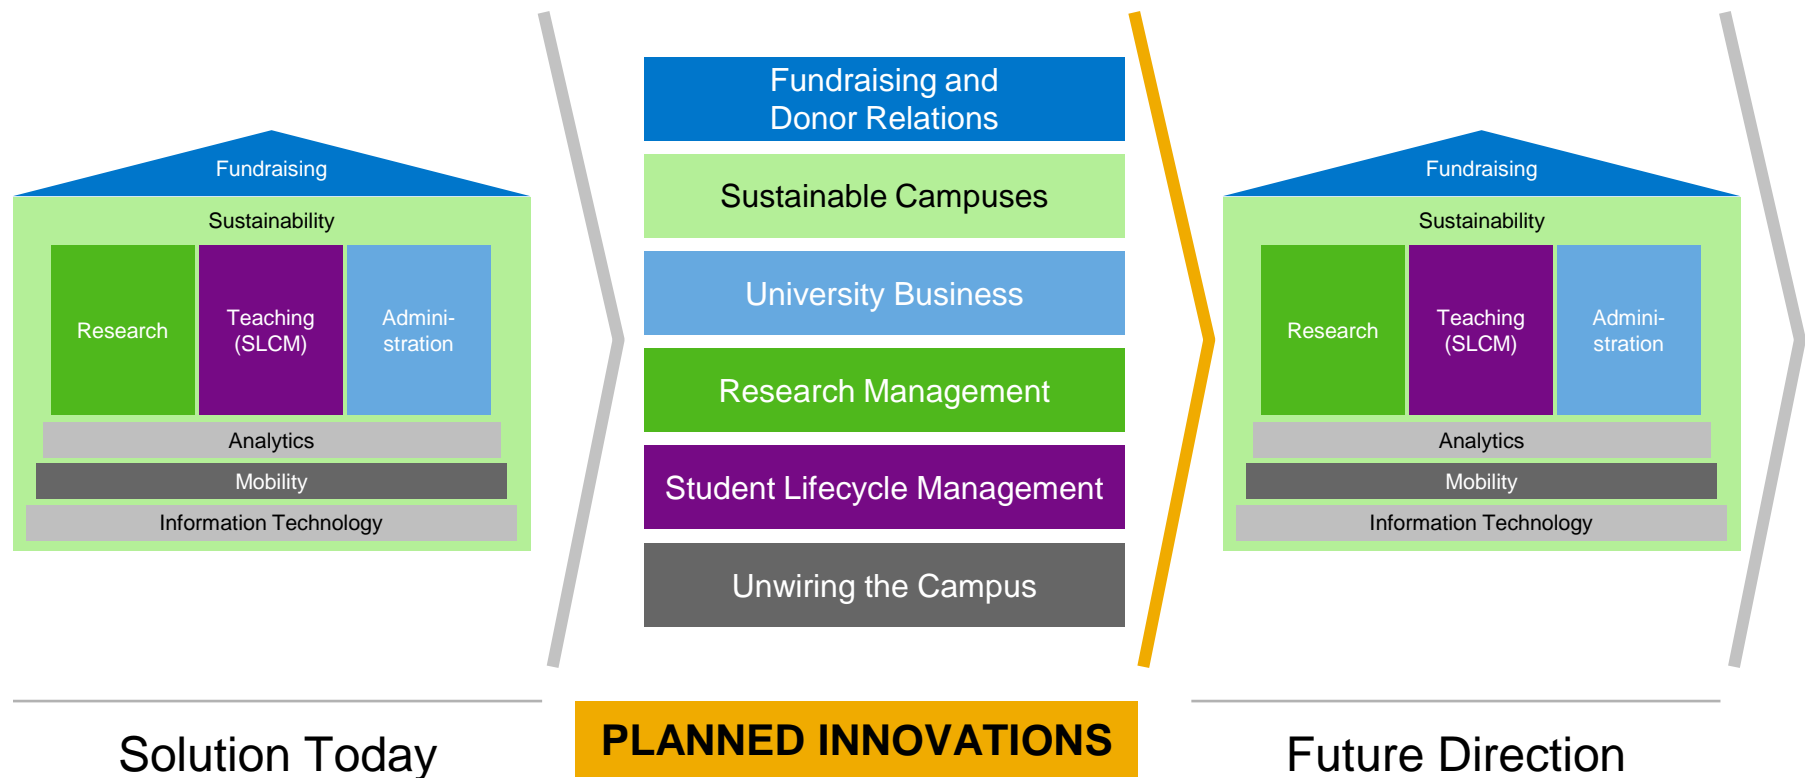 Fundraising
Sustainability
Research
Teaching
(SLCM)
Admini-
stration
Analytics
Mobility
Information Technology
Solution Today
Fundraising and
Donor Relations
Sustainable Campuses
University Business
Research Management
Student Lifecycle Management
Unwiring the Campus
PLANNED INNOVATIONS
Fundraising
Sustainability
Research
Teaching
(SLCM)
Admini-
stration
Analytics
Mobility
Information Technology
Future Direction